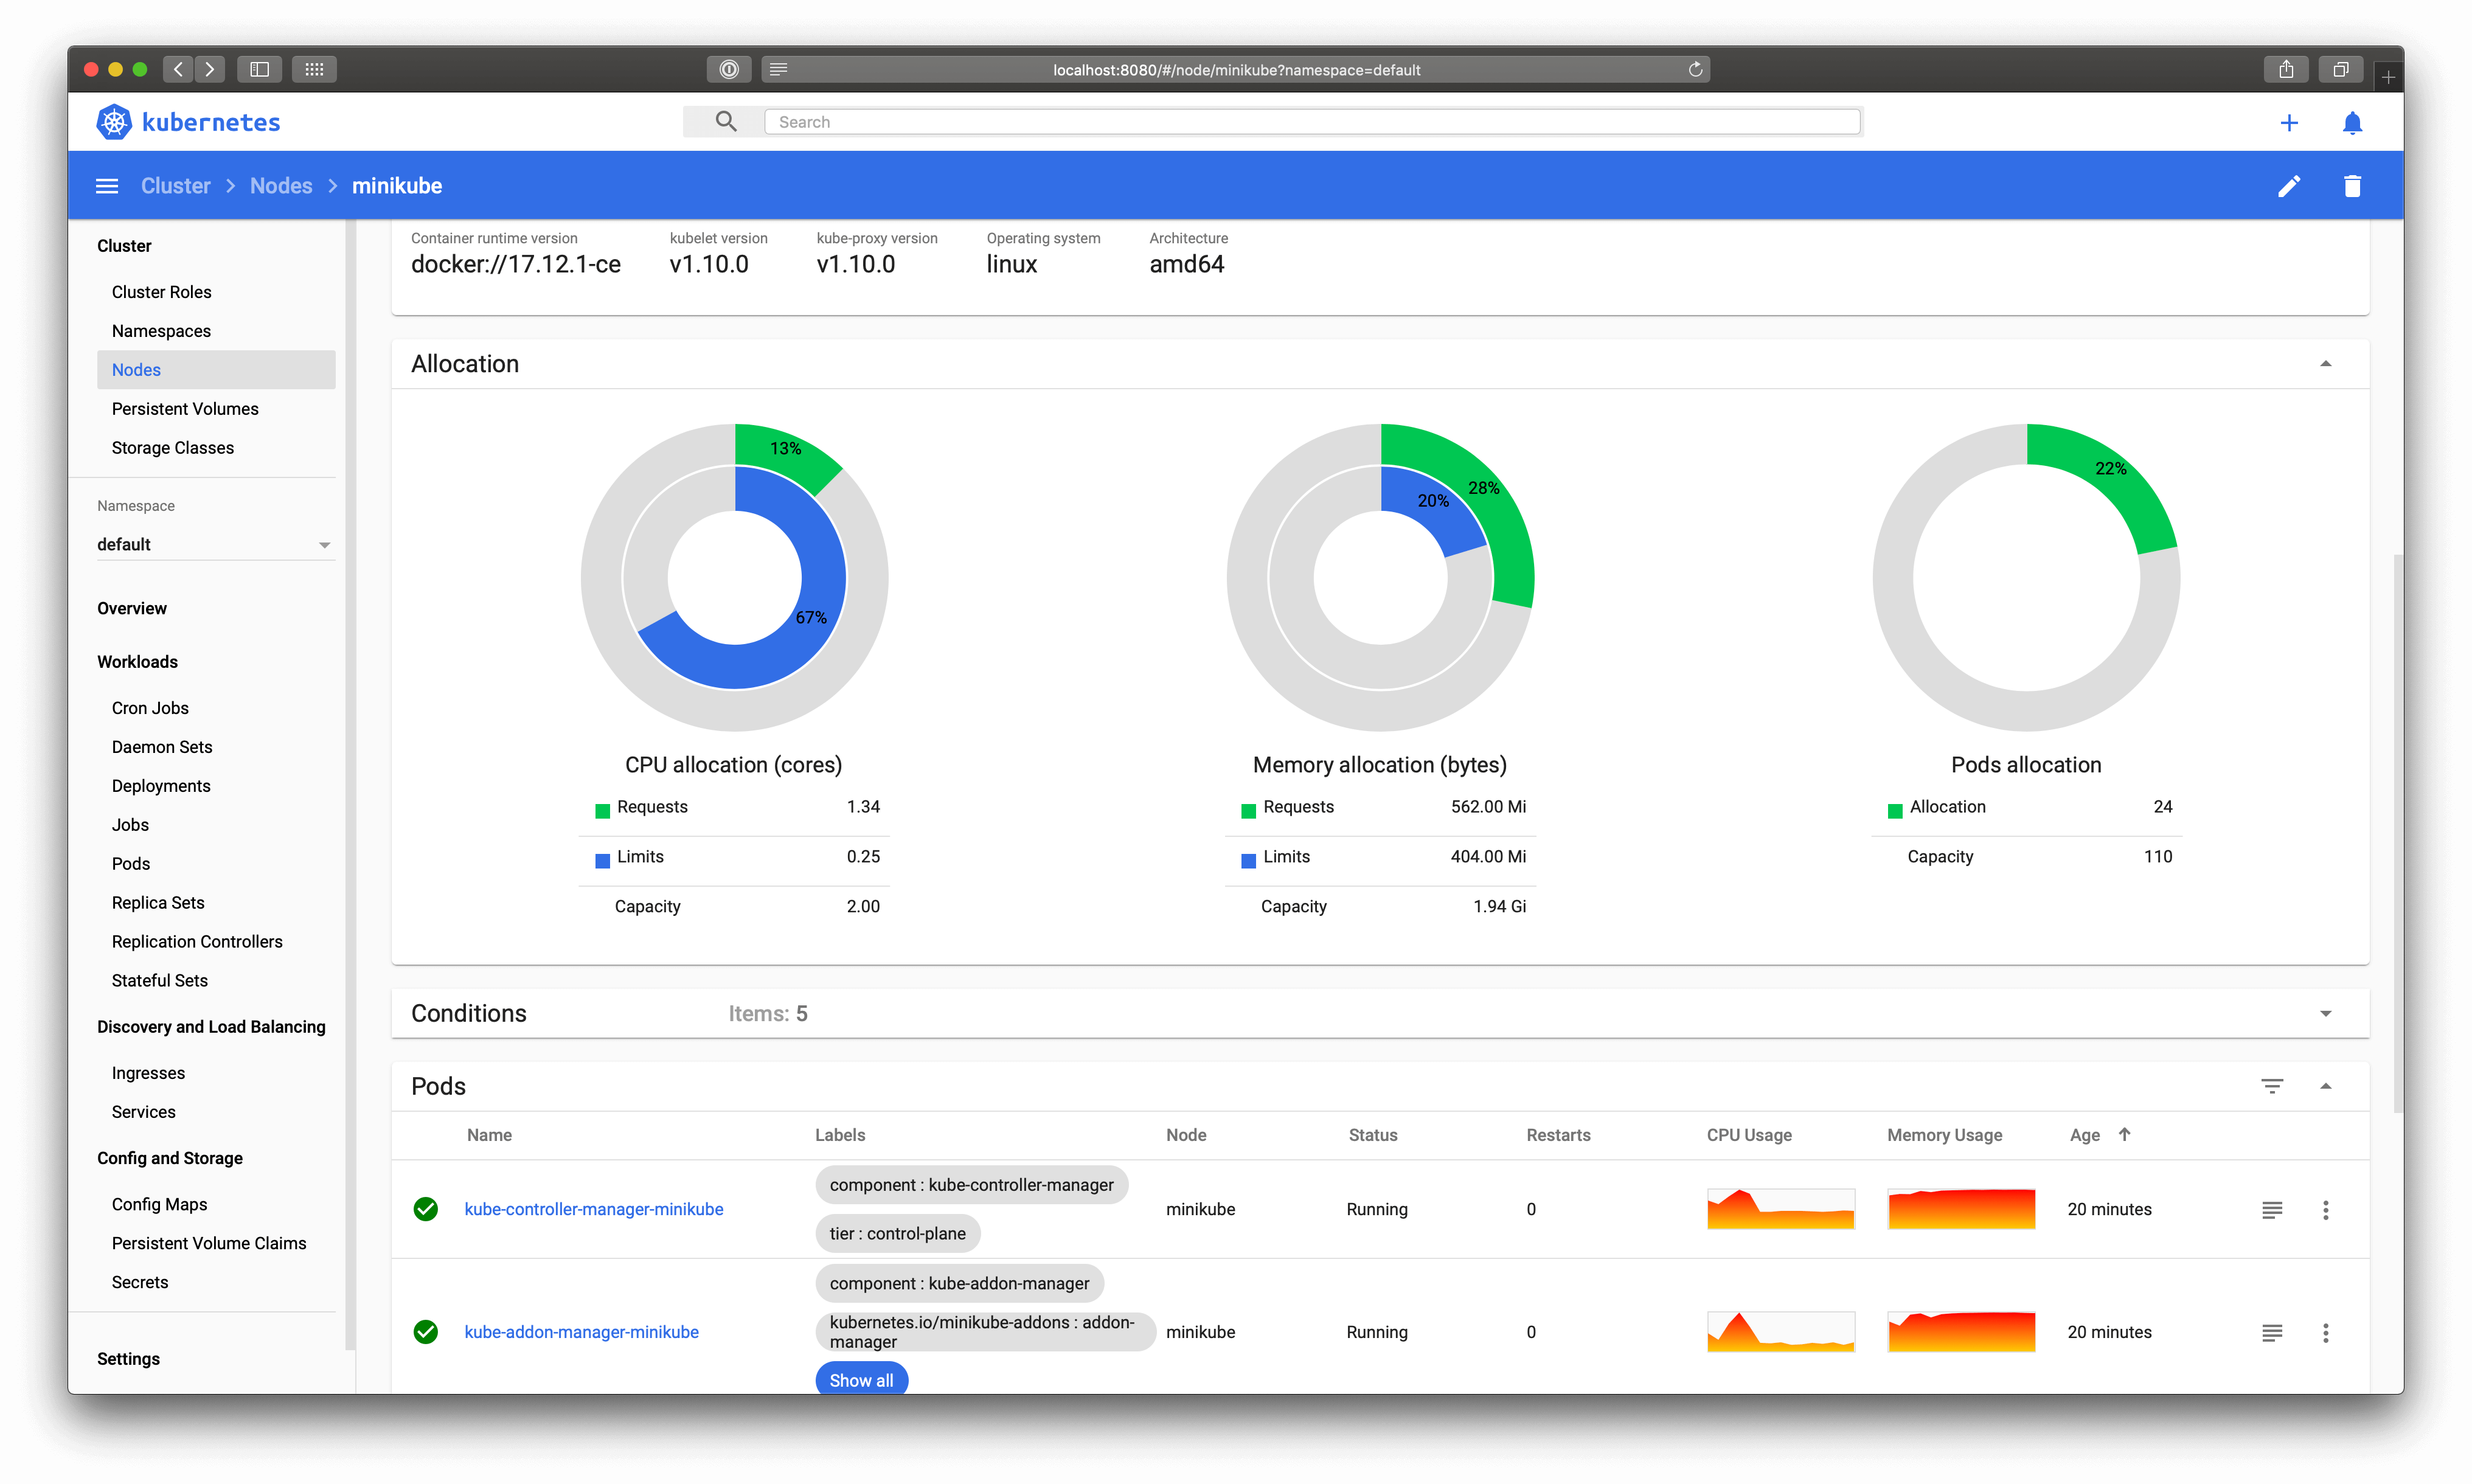 localhost:8080/#/node/minikube?namespace=default
kubernetes
Search
Cluster > Nodes > minikube
Cluster
Cluster Roles
Namespaces
Nodes
Persistent Volumes
Storage Classes
Namespace
default
Overview
Workloads
Cron Jobs
Daemon Sets
Deployments
Jobs
Pods
Replica Sets
Replication Controllers
Stateful Sets
Discovery and Load Balancing
Ingresses
Services
Config and Storage
Config Maps
Persistent Volume Claims
Secrets
Settings
Container runtime version kubelet version kube-proxy version Operating system Architecture
docker://17.12.1-ce v1.10.0 v1.10.0 linux amd64
Allocation
13%
67%
CPU allocation (cores)
Requests 1.34
Limits 0.25
Capacity 2.00
28%
20%
Memory allocation (bytes)
Requests 562.00 Mi
Limits 404.00 Mi
Capacity 1.94 Gi
22%
Pods allocation
Allocation 24
Capacity 110
Conditions Items: 5
Pods
Name Labels Node Status Restarts CPU Usage Memory Usage Age
component : kube-controller-manager
kube-controller-manager-minikube minikube Running 0 20 minutes
tier : control-plane
component : kube-addon-manager
kubernetes.io/minikube-addons : addon-
manager
kube-addon-manager-minikube minikube Running 0 20 minutes
Show all